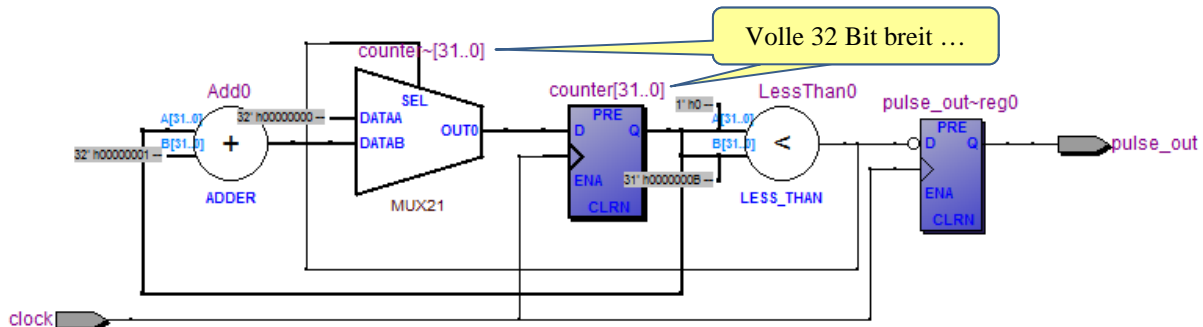 Volle 32 Bit breit …
counter~[31..0]
Add0
counter[31..0]
LessThan0
pulse_out~reg0
SEL
32' h00000000 --
DATAA
DATAB
OUT0
A[31..0]
B[31..0]
+
32' h00000001 --
ADDER
MUX21
PRE
D
Q
ENA
CLRN
1' h0 --
A[31..0]
B[31..0]
<
31' h0000000B --
LESS_THAN
PRE
D
Q
ENA
CLRN
pulse_out
clock